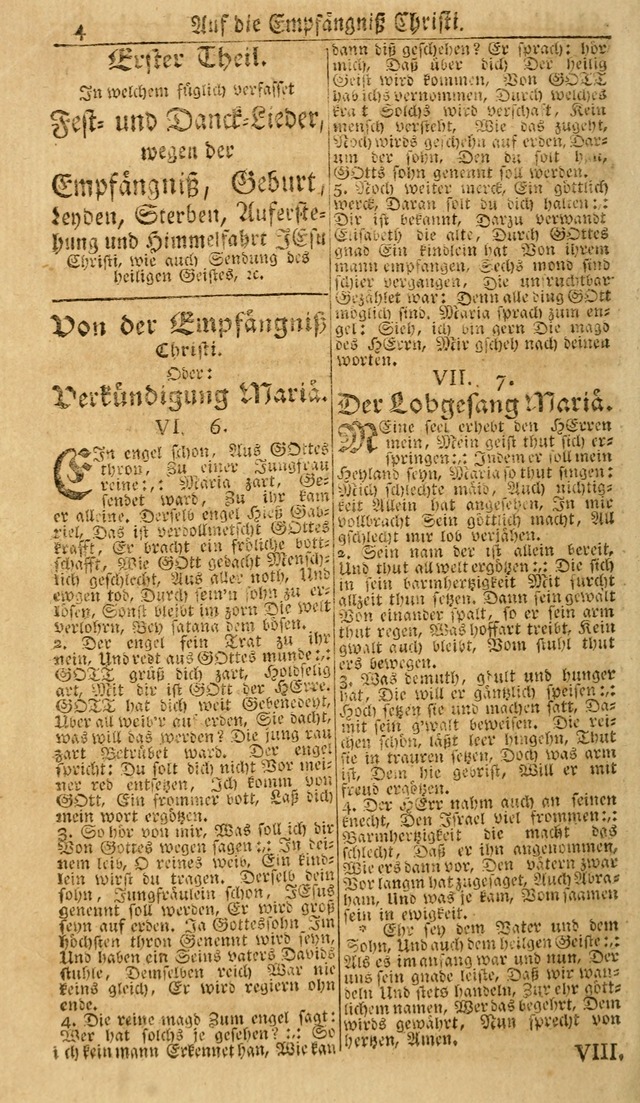 4 Auf die Empfängniß Christi.
Erster Theil.
In welchem füglich verfasset
Fest- und Danck-Lieder,
wegen der
Empfängniß, Geburt,
Leyden, Sterben, Auferste-
hung und Himmelfahrt JEsu
Christi, wie auch Sendung des
heiligen Geistes, ꝛc.
Von der Empfängniß
Christi.
Oder:
Verkündigung Mariä.
VI. 6.
EIn engel schon, Aus GOttes
thron, Zu einer Jungfrau
reine:,: Maria zart, Ge-
sendet ward, Zu ihr kam
er alleine. Derselb engel Hieß Gab-
riel, Das ist verdollmetscht GOttes
krafft, Er bracht ein fröliche bott-
schafft, Wie GOtt gedacht Mensch-
lich geschlecht, Aus aller noth, Und
ewgen tod, Durch sein'n sohn zu er-
lösen, Sonst bleibt im zorn Die welt
verlohrn, Bey satana dem bösen.
2. Der engel fein Trat zu ihr
nein, Und redt aus GOttes munde:,:
GOTT grüß dich zart, Holdselig
art, Mit dir ist GOtt der HErre.
GOTT hat dich weit Gebenedeyt,
Uber all weib'r auf erden, Sie dacht,
was will das werden? Die jung frau
zart Betrübet ward. Der engel
spricht: Du solt dich nicht Vor mei-
ner red entsetzen, Ich komm von
GOtt, Ein frommer bott, Laß dich
mein wort ergötzen.
3. So hör von mir, Was soll ich dir
Von Gottes wegen sagen:,: In dei-
nem leib, O reines weib, Ein kind-
lein wirst du tragen. Derselb dein
sohn, Jungfräulein schon, JEsus
genennt soll werden, Er wird groß
seyn auf erden. Ja Gottes sohn Im
höchsten thron Genennt wird seyn,
Und haben ein Seins vaters Davids
stuhle, Demselben reich War nie
keins gleich, Er wird regiern ohn
ende.
4. Die reine magd Zum engel sagt:
Wer hat solchs je gesehen?:,: So
ich kein mann Erkennet han, Wie kan
dann diß geschehen? Er sprach: hör
mich, Daß über dich Der heilig
Geist wird kommen, Von GOTT
hab ichs vernommen, Durch welches
kraft Solchs wird verschaft, Kein
mensch versteht, Wie das zugeht,
Noch wirds geschehn auf erden, Dar-
um der sohn, Den du solt han,
GOtts sohn genennt soll werden.
5. Noch weiter merck, Ein göttlich
werck, Daran solt du dich halten:,:
Dir ist bekannt, Darzu verwandt
Elisabeth die alte, Durch GOttes
gnad Ein kindlein hat Von ihrem
mann empfangen, Sechs mond sind
schier vergangen, Die unfruchtbar
Gezählet war: Denn alle ding GOtt
möglich sind. Maria sprach zum en-
gel: Sieh, ich bin gern Die magd
des HErrn, Mir gscheh nach deinen
worten.
VII. 7.
Der Lobgesang Mariä.
MEine seel erhebt den HErren
mein, Mein geist thut sich er-
springen:,: In dem er soll mein
Heyland seyn, Maria so thut singen:
Mich schlechte maid, Auch nichtig-
keit Allein hat angesehen, In mir
vollbracht Sein göttlich macht, All
gschlecht mir lob verjähen.
2. Sein nam der ist allein bereit,
Und thut all welt ergötzen:,: Die sich
in sein barmhertzigkeit Mit furcht
allzeit thun setzen. Dann sein gewalt
Von einander spalt, so er sein arm
thut regen, Was hoffart treibt, Kein
gwalt auch bleibt, Vom stuhl thut
ers bewegen.
3. Was demuth, gdult und hunger
hat, Die will er gäntzlich speisen:,:
Hoch setzen sie und machen satt, Da-
mit sein g'walt beweisen. Die rei-
chen schön, läßt leer hingehn, Thut
sie in trauren setzen, Doch was arm
ist, Dem hie gebrist, Will er mit
freud ergötzen.
4. Der HErr nahm auch an seinen
knecht, Den Israel viel frommen:,:
Barmhertzigkeit die macht das
schlecht, Daß er ihn angenommen,
Wie ers dann vor, Den vätern zwar
Vor langm hat zugesaget, Auch Abra-
ham, Und was je kam, Vom saamen
sein in ewigkeit.
* Ehr sey dem Vater und dem
Sohn, Und auch dem heilgen Geiste:,:
Als es im anfang war und nun, Der
uns sein gnade leiste, Daß wir wan-
deln Und stets handeln, Zur ehr gött-
lichem namen, Wer das begehrt, Dem
wirds gewährt, Nun sprecht von
hertzen, Amen.
VIII.